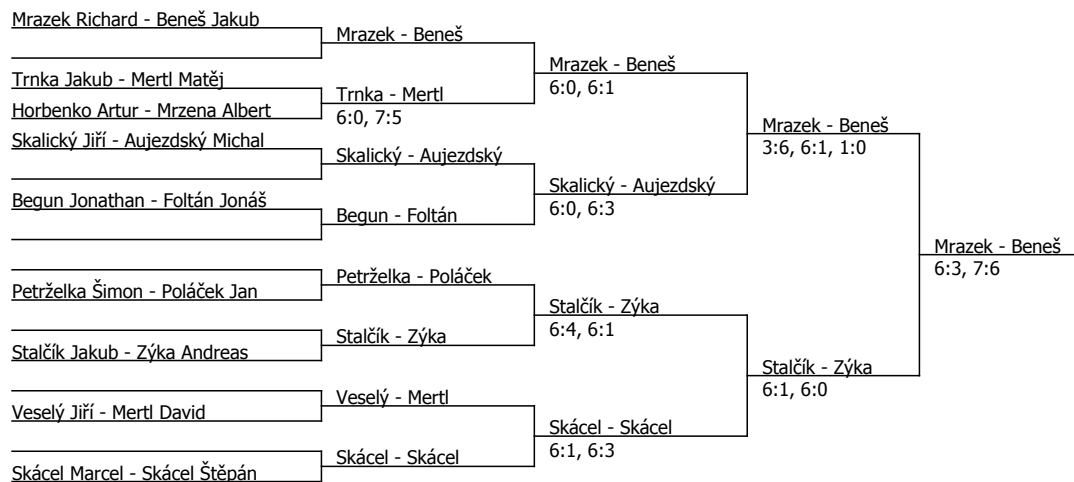 Mrazek Richard - Beneš Jakub
Trnka Jakub - Mertl Matěj
Horbenko Artur - Mrzena Albert
Skalický Jiří - Aujezdský Michal
Begun Jonathan - Foltán Jonáš
Petrželka Šimon - Poláček Jan
Stalčík Jakub - Zýka Andreas
Veselý Jiří - Mertl David
Skácel Marcel - Skácel Štěpán
Mrazek - Beneš
Trnka - Mertl
6:0, 7:5
Skalický - Aujezdský
Begun - Foltán
Petrželka - Poláček
Stalčík - Zýka
Veselý - Mertl
Skácel - Skácel
Mrazek - Beneš
6:0, 6:1
Skalický - Aujezdský
6:0, 6:3
Stalčík - Zýka
6:4, 6:1
Skácel - Skácel
6:1, 6:3
Mrazek - Beneš
3:6, 6:1, 1:0
Stalčík - Zýka
6:1, 6:0
Mrazek - Beneš
6:3, 7:6